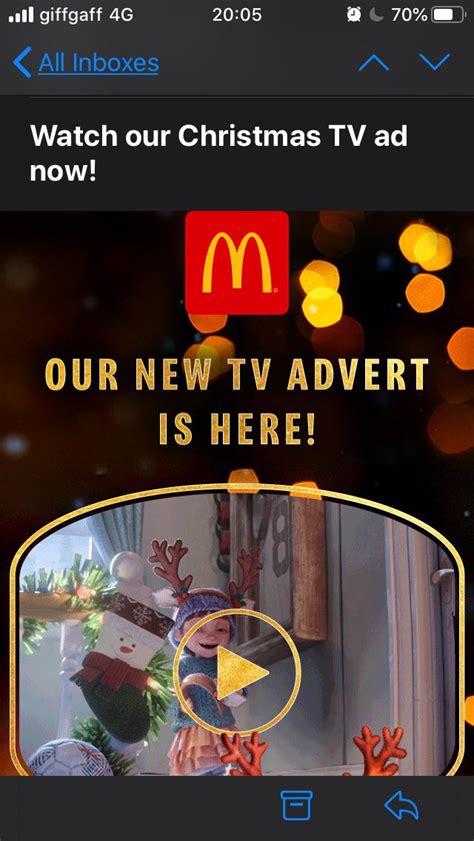 giffgaff 4G 20:05 70%
All Inboxes
Watch our Christmas TV ad
now!
M
OUR NEW TV ADVERT
IS HERE!